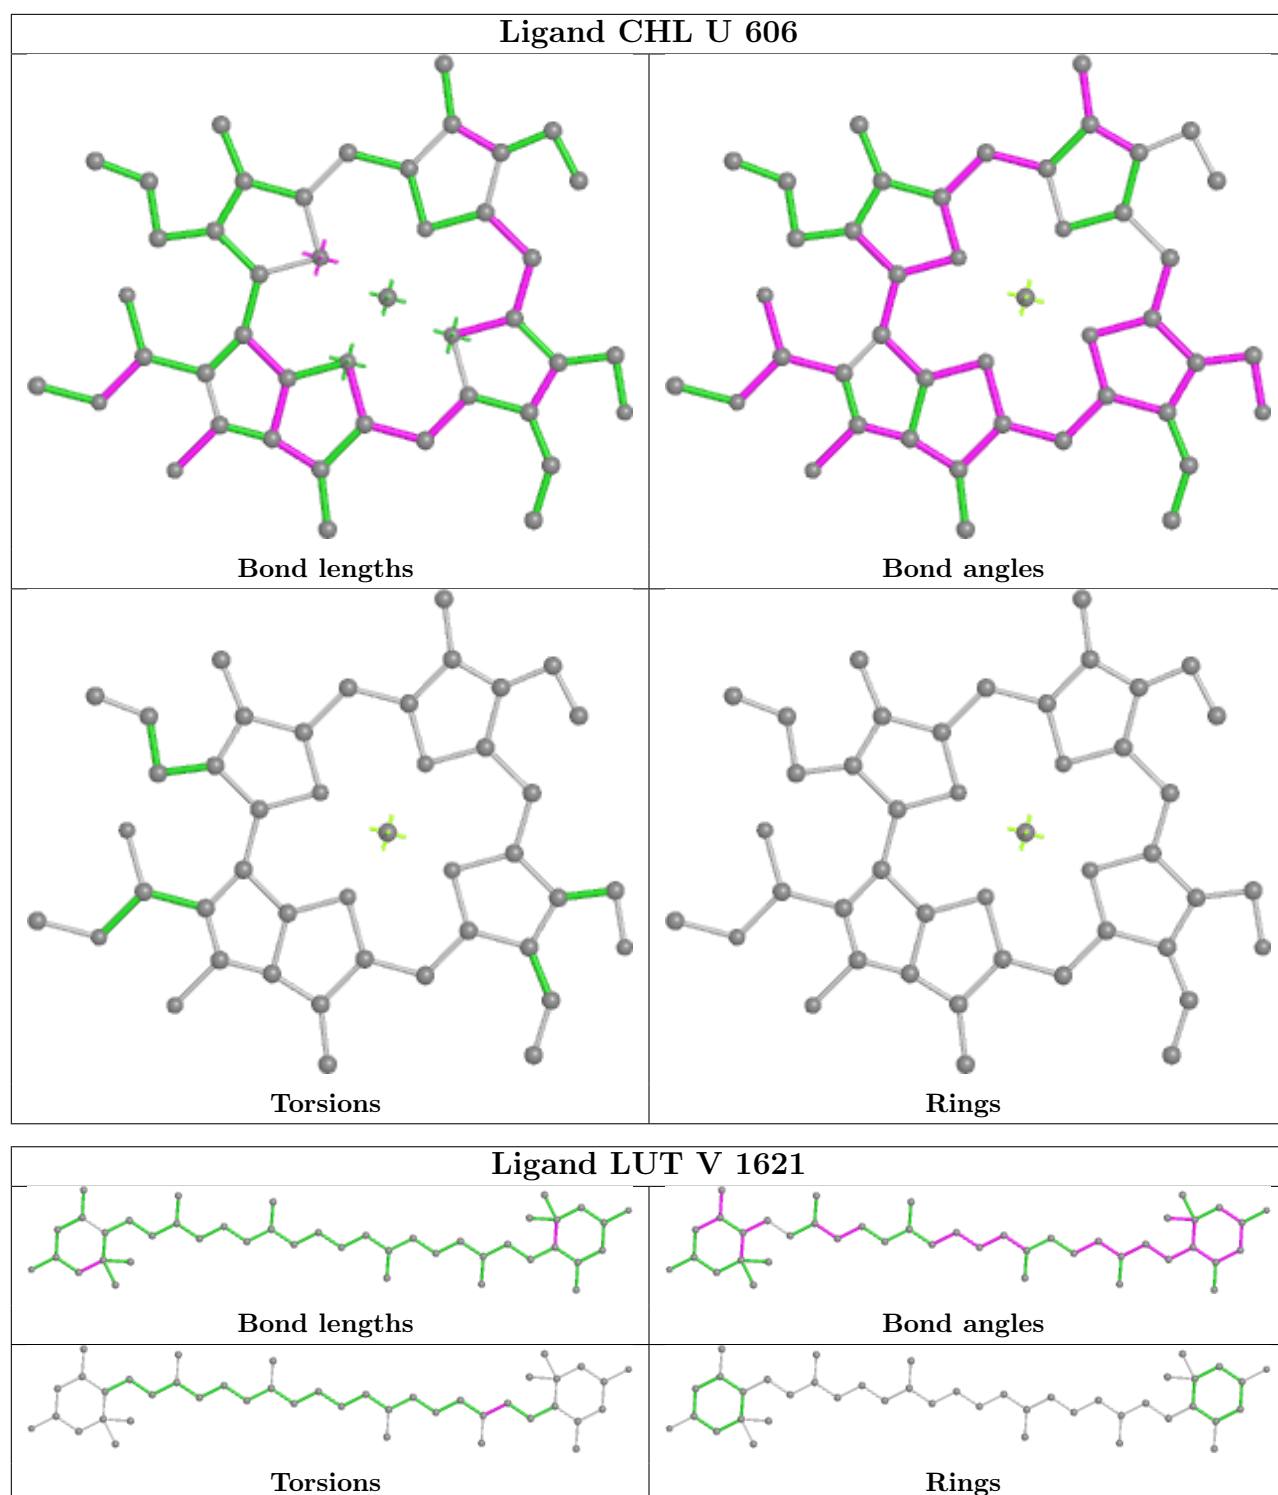 Ligand CHL U 606
Bond lengths
Bond angles
Torsions
Rings
Ligand LUT V 1621
Bond lengths
Bond angles
Torsions
Rings